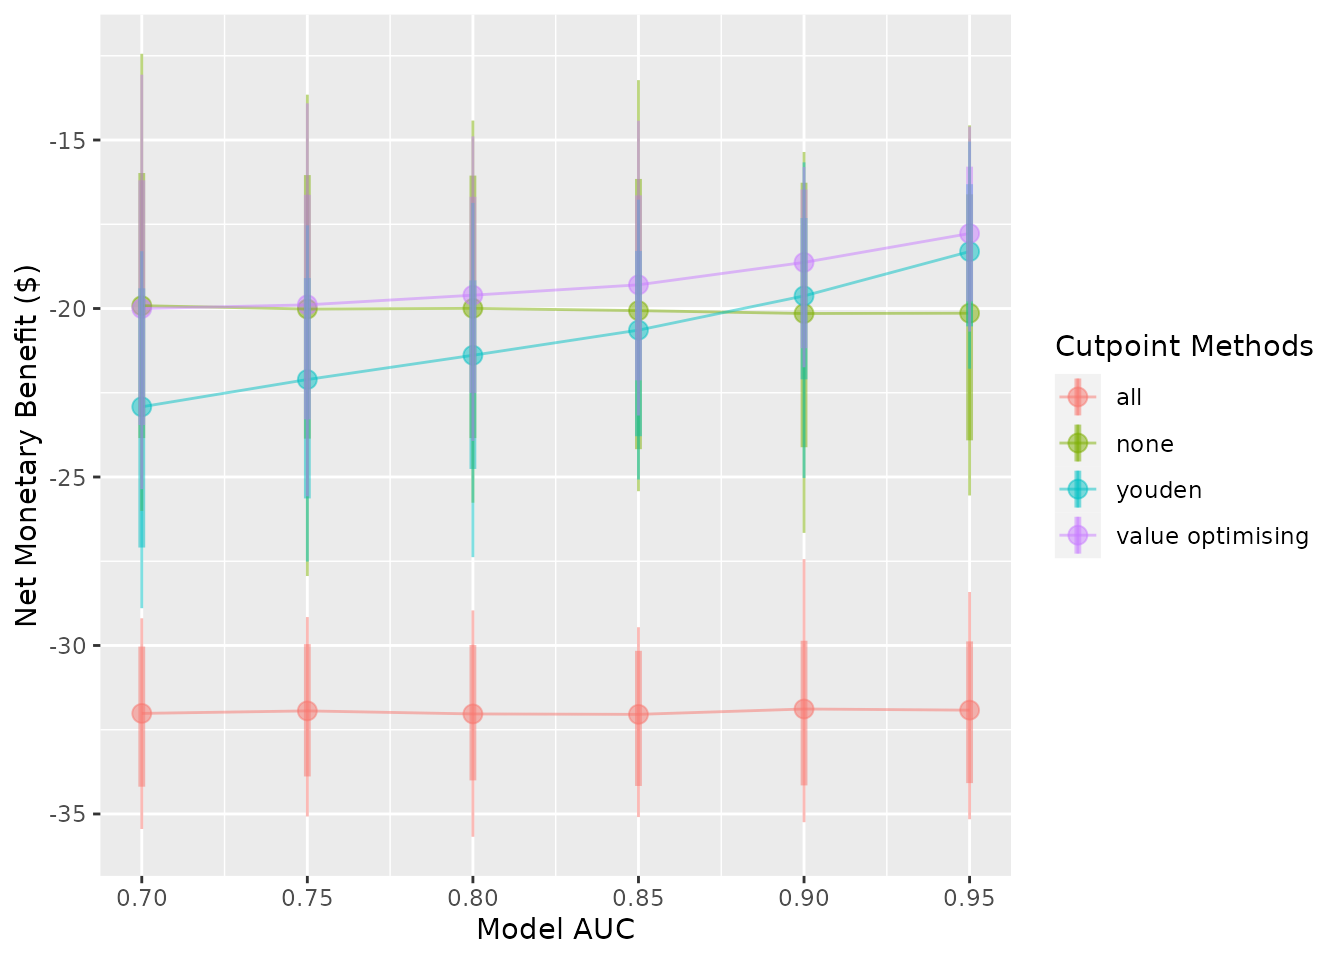 -15
-20
-25
-30
-35
Net Monetary Benefit ($)
0.70 0.75 0.80 0.85 0.90 0.95
Model AUC
Cutpoint Methods
all
none
youden
value optimising